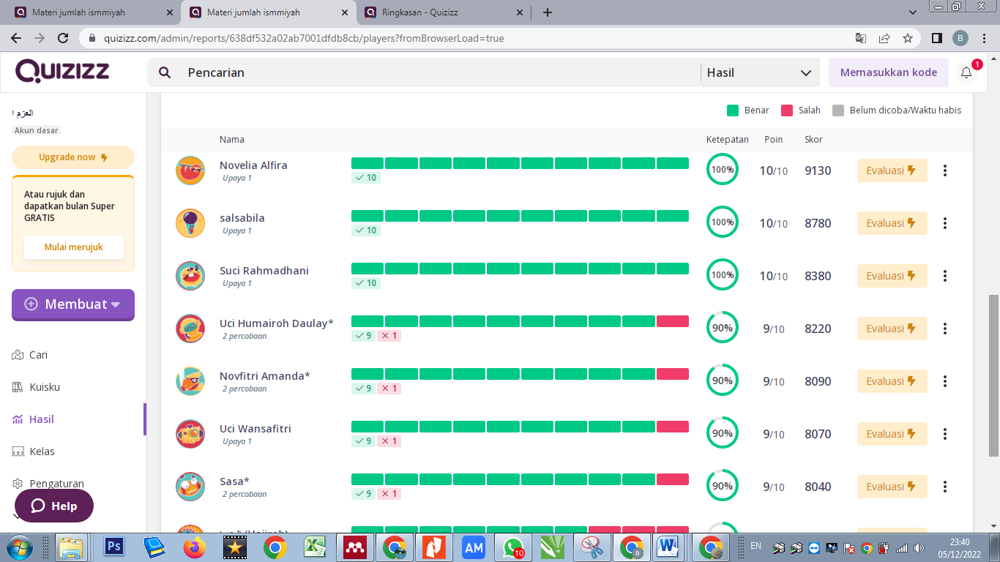 Materi jumlah ismmiyah
Materi jumlah ismmiyah
Ringkasan - Quizizz
quizizz.com/admin/reports/638df532a02ab7001dfdb8cb/players?fromBrowserLoad=true
B
Quizizz
Pencarian
Hasil
Memasukkan kode
1
العزم ١
Akun dasar
Upgrade now
Atau rujuk dan
dapatkan bulan Super
GRATIS
Mulai merujuk
Membuat
Cari
Kuisku
Hasil
Kelas
Pengaturan
Help
Benar Salah Belum dicoba/Waktu habis
Nama Ketepatan Poin Skor
Novelia Alfira
Upaya 1
10
100% 10/10 9130 Evaluasi
salsabila
Upaya 1
10
100% 10/10 8780 Evaluasi
Suci Rahmadhani
Upaya 1
10
100% 10/10 8380 Evaluasi
Uci Humairoh Daulay*
2 percobaan
9 1
90% 9/10 8220 Evaluasi
Novfitri Amanda*
2 percobaan
9 1
90% 9/10 8090 Evaluasi
Uci Wansafitri
Upaya 1
9 1
90% 9/10 8070 Evaluasi
Sasa*
2 percobaan
9 1
90% 9/10 8040 Evaluasi
Ps
AM
10
B
W
EN
23:40
05/12/2022